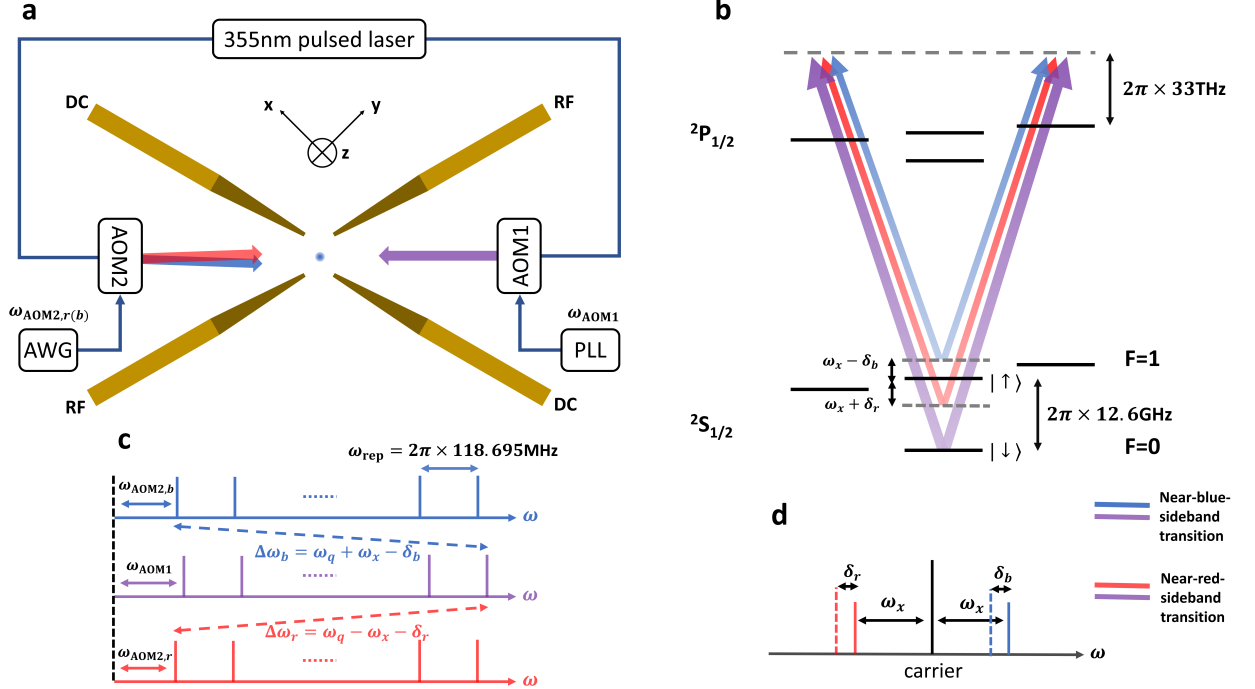 a
355nm pulsed laser
DC
RF
x
y
z
AOM2
AOM1
ω_AOM2,r(b)
ω_AOM1
AWG
PLL
RF
DC
b
2π × 33THz
²P₁/₂
ω_x − δ_b
F=1
|↑⟩
ω_x + δ_r
2π × 12.6GHz
²S₁/₂
|↓⟩
F=0
c
ω_rep = 2π × 118.695MHz
ω_AOM2,b
ω
Δω_b = ω_q + ω_x − δ_b
ω_AOM1
ω
Δω_r = ω_q − ω_x − δ_r
ω_AOM2,r
ω
d
δ_r
δ_b
ω_x
ω_x
ω
carrier
Near-blue-
sideband
transition
Near-red-
sideband
transition